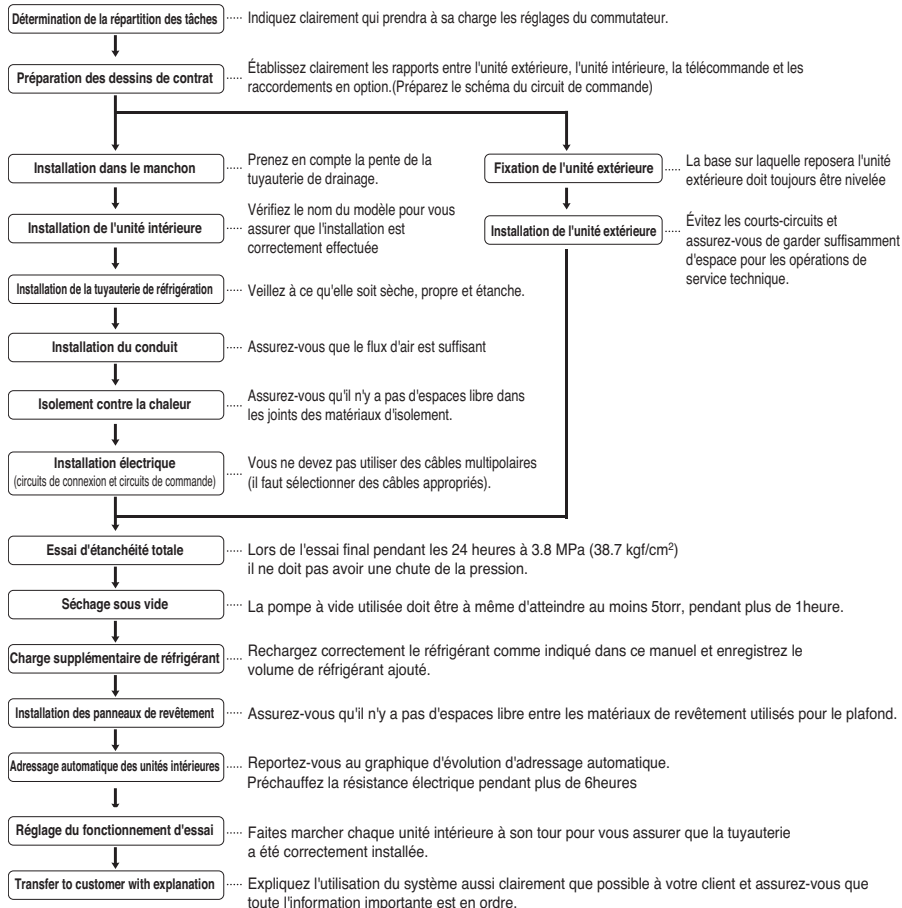 Détermination de la répartition des tâches ..... Indiquez clairement qui prendra à sa charge les réglages du commutateur.
Préparation des dessins de contrat ..... Établissez clairement les rapports entre l'unité extérieure, l'unité intérieure, la télécommande et les
raccordements en option.(Préparez le schéma du circuit de commande)
Installation dans le manchon ..... Prenez en compte la pente de la
tuyauterie de drainage.
Installation de l'unité intérieure ..... Vérifiez le nom du modèle pour vous
assurer que l'installation est
correctement effectuée
Fixation de l'unité extérieure ..... La base sur laquelle reposera l'unité
extérieure doit toujours être nivelée
Installation de l'unité extérieure ..... Évitez les courts-circuits et
assurez-vous de garder suffisamment
d'espace pour les opérations de
service technique.
Installation de la tuyauterie de réfrigération ..... Veillez à ce qu'elle soit sèche, propre et étanche.
Installation du conduit ..... Assurez-vous que le flux d'air est suffisant
Isolement contre la chaleur ..... Assurez-vous qu'il n'y a pas d'espaces libre dans
les joints des matériaux d'isolement.
Installation électrique
(circuits de connexion et circuits de commande) ..... Vous ne devez pas utiliser des câbles multipolaires
(il faut sélectionner des câbles appropriés).
Essai d'étanchéité totale ..... Lors de l'essai final pendant les 24 heures à 3.8 MPa (38.7 kgf/cm²)
il ne doit pas avoir une chute de la pression.
Séchage sous vide ..... La pompe à vide utilisée doit être à même d'atteindre au moins 5torr, pendant plus de 1heure.
Charge supplémentaire de réfrigérant ..... Rechargez correctement le réfrigérant comme indiqué dans ce manuel et enregistrez le
volume de réfrigérant ajouté.
Installation des panneaux de revêtement ..... Assurez-vous qu'il n'y a pas d'espaces libre entre les matériaux de revêtement utilisés pour le plafond.
Adressage automatique des unités intérieures ..... Reportez-vous au graphique d'évolution d'adressage automatique.
Préchauffez la résistance électrique pendant plus de 6heures
Réglage du fonctionnement d'essai ..... Faites marcher chaque unité intérieure à son tour pour vous assurer que la tuyauterie
a été correctement installée.
Transfer to customer with explanation ..... Expliquez l'utilisation du système aussi clairement que possible à votre client et assurez-vous que
toute l'information importante est en ordre.